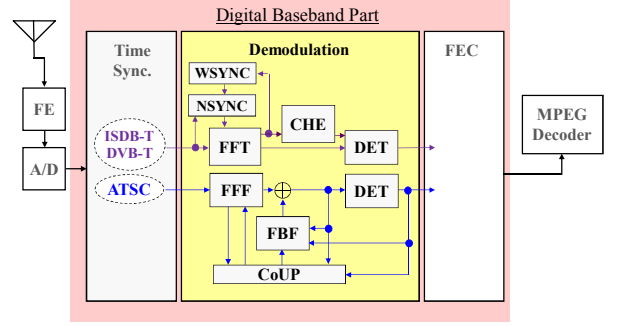 Digital Baseband Part
Time
Sync.
Demodulation
FEC
WSYNC
NSYNC
FE
CHE
MPEG
Decoder
ISDB-T
DVB-T
FFT
DET
A/D
ATSC
FFF
DET
FBF
CoUP